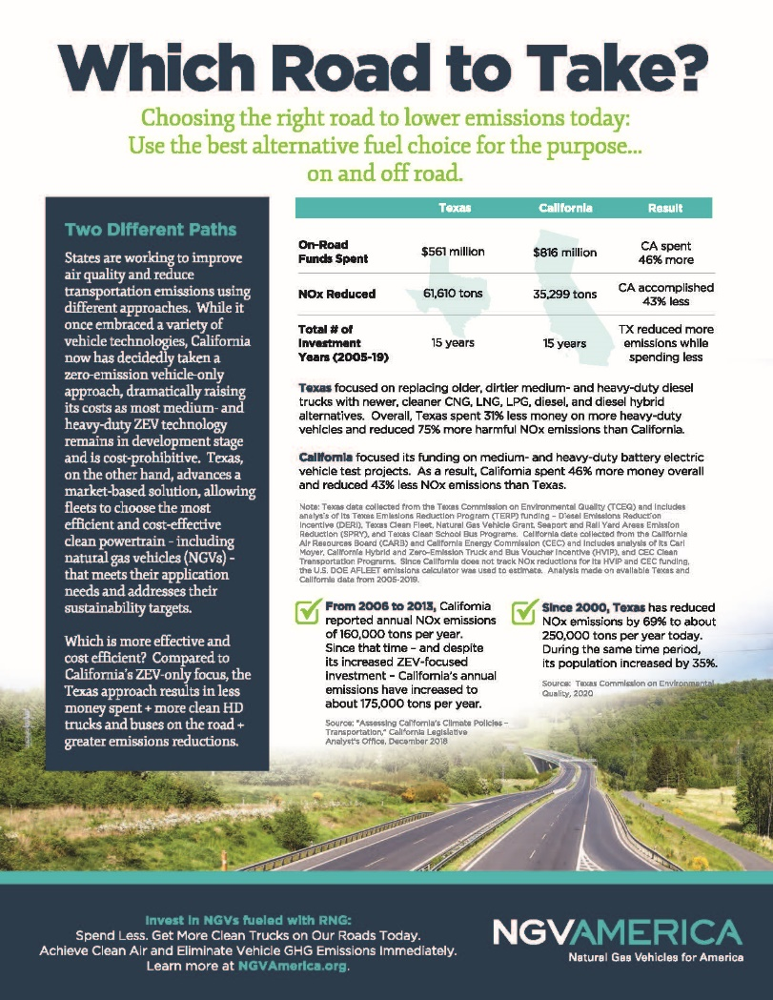 Which Road to Take?
Choosing the right road to lower emissions today:
Use the best alternative fuel choice for the purpose...
on and off road.
Two Different Paths
States are working to improve
air quality and reduce
transportation emissions using
different approaches. While it
once embraced a variety of
vehicle technologies, California
now has decidedly taken a
zero-emission vehicle-only
approach, dramatically raising
its costs as most medium- and
heavy-duty ZEV technology
remains in development stage
and is cost-prohibitive. Texas,
on the other hand, advances a
market-based solution, allowing
fleets to choose the most
efficient and cost-effective
clean powertrain - including
natural gas vehicles (NGVs) -
that meets their application
needs and addresses their
sustainability targets.
Which is more effective and
cost efficient? Compared to
California's ZEV-only focus, the
Texas approach results in less
money spent + more clean HD
trucks and buses on the road +
greater emissions reductions.
Texas California Result
On-Road
Funds Spent
$561 million
$816 million
CA spent
46% more
NOx Reduced
61,610 tons
35,299 tons
CA accomplished
43% less
Total # of
Investment
Years (2005-19)
15 years
15 years
TX reduced more
emissions while
spending less
Texas focused on replacing older, dirtier medium- and heavy-duty diesel
trucks with newer, cleaner CNG, LNG, LPG, diesel, and diesel hybrid
alternatives. Overall, Texas spent 31% less money on more heavy-duty
vehicles and reduced 75% more harmful NOx emissions than California.
California focused its funding on medium- and heavy-duty battery electric
vehicle test projects. As a result, California spent 46% more money overall
and reduced 43% less NOx emissions than Texas.
Note: Texas data collected from the Texas Commission on Environmental Quality (TCEQ) and includes
analysis of its Texas Emissions Reduction Program (TERP) funding – Diesel Emissions Reduction
Incentive (DERI), Texas Clean Fleet, Natural Gas Vehicle Grant, Seaport and Rail Yard Areas Emission
Reduction (SPRY), and Texas Clean School Bus Programs. California data collected from the California
Air Resources Board (CARB) and California Energy Commission (CEC) and includes analysis of its Carl
Moyer, California Hybrid and Zero-Emission Truck and Bus Voucher Incentive (HVIP), and CEC Clean
Transportation Programs. Since California does not track NOx reductions for its HVIP and CEC funding,
the U.S. DOE AFLEET emissions calculator was used to estimate. Analysis made on available Texas and
California data from 2005-2019.
From 2006 to 2013, California
reported annual NOx emissions
of 160,000 tons per year.
Since that time – and despite
its increased ZEV-focused
investment – California's annual
emissions have increased to
about 175,000 tons per year.
Source: "Assessing California's Climate Policies –
Transportation," California Legislative
Analyst's Office, December 2018
Since 2000, Texas has reduced
NOx emissions by 69% to about
250,000 tons per year today.
During the same time period,
its population increased by 35%.
Source: Texas Commission on Environmental
Quality, 2020
Invest in NGVs fueled with RNG:
Spend Less. Get More Clean Trucks on Our Roads Today.
Achieve Clean Air and Eliminate Vehicle GHG Emissions Immediately.
Learn more at NGVAmerica.org.
NGVAMERICA
Natural Gas Vehicles for America